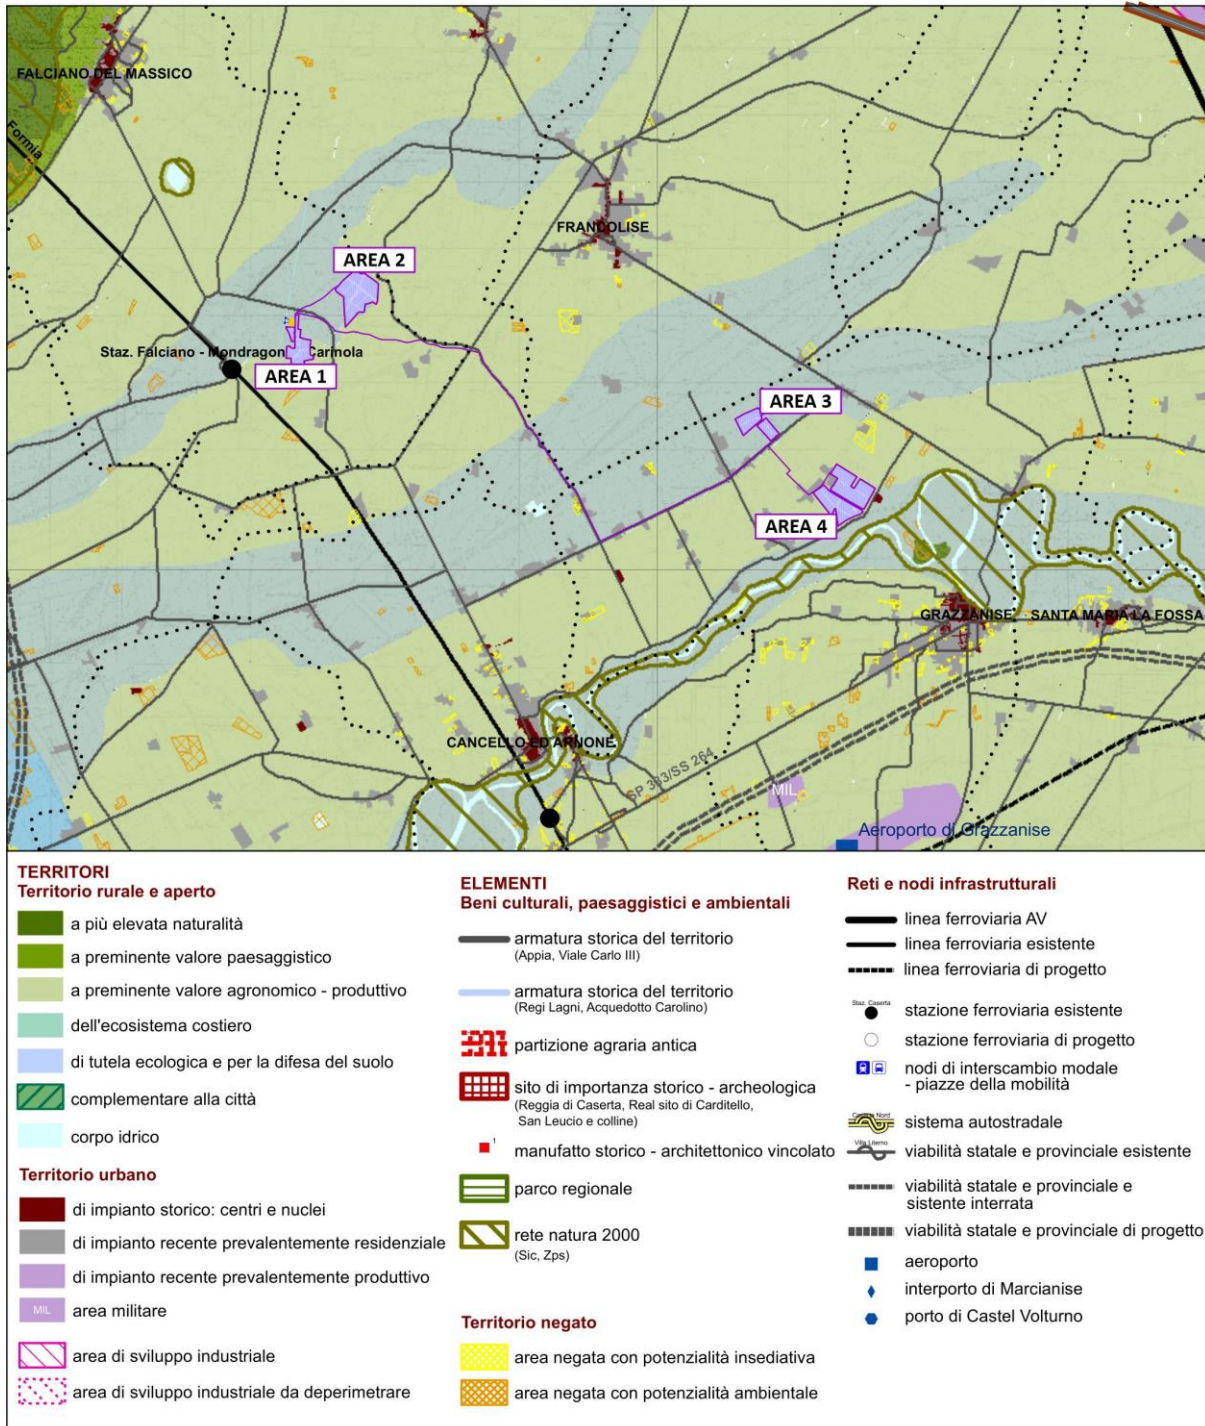 FALCIANO DEL MASSICO
Formia
FRANCOLISE
AREA 2
Staz. Falciano - Mondragon Carinola
AREA 1
AREA 3
AREA 4
GRAZZANISE
SANTA MARIA LA FOSSA
CANCELLO ED ARNONE
SP 333/SS 264
MIL
Aeroporto di Grazzanise
TERRITORI
Territorio rurale e aperto
a più elevata naturalità
a preminente valore paesaggistico
a preminente valore agronomico - produttivo
dell'ecosistema costiero
di tutela ecologica e per la difesa del suolo
complementare alla città
corpo idrico
Territorio urbano
di impianto storico: centri e nuclei
di impianto recente prevalentemente residenziale
di impianto recente prevalentemente produttivo
MIL area militare
area di sviluppo industriale
area di sviluppo industriale da deperimetrare
ELEMENTI
Beni culturali, paesaggistici e ambientali
armatura storica del territorio
(Appia, Viale Carlo III)
armatura storica del territorio
(Regi Lagni, Acquedotto Carolino)
partizione agraria antica
sito di importanza storico - archeologica
(Reggia di Caserta, Real sito di Carditello,
San Leucio e colline)
1
manufatto storico - architettonico vincolato
parco regionale
rete natura 2000
(Sic, Zps)
Territorio negato
area negata con potenzialità insediativa
area negata con potenzialità ambientale
Reti e nodi infrastrutturali
linea ferroviaria AV
linea ferroviaria esistente
linea ferroviaria di progetto
Staz. Caserta
stazione ferroviaria esistente
stazione ferroviaria di progetto
nodi di interscambio modale
- piazze della mobilità
Nord
sistema autostradale
Villa Literno
viabilità statale e provinciale esistente
viabilità statale e provinciale e
sistente interrata
viabilità statale e provinciale di progetto
aeroporto
interporto di Marcianise
porto di Castel Volturno